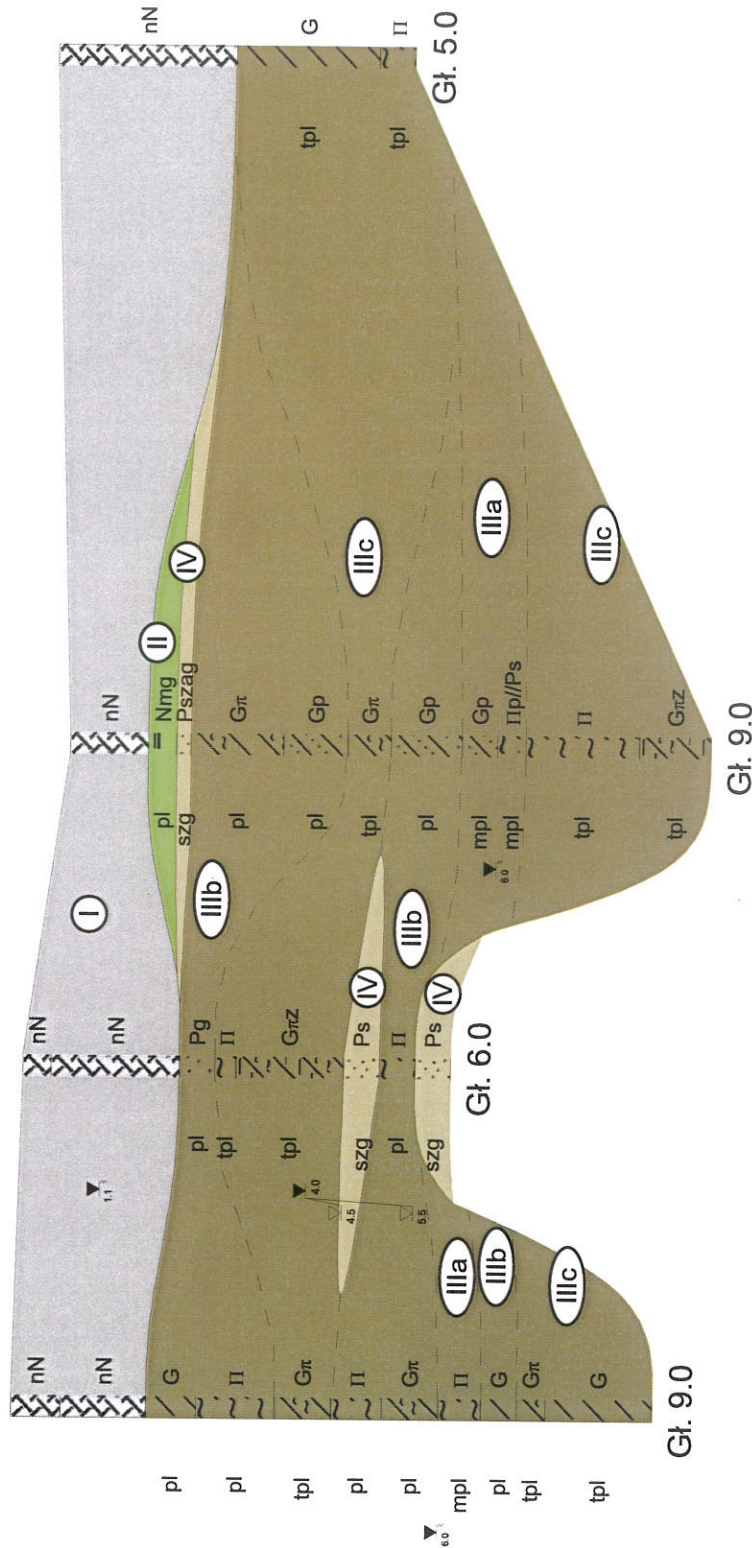 nN
nN
G
Π
Gπ
Π
Gπ
Π
G
Gπ
G
pl
pl
tpl
pl
pl
mpl
pl
tpl
tpl
6.0
Gł. 9.0
IIIa
IIIb
IIIc
1.1
4.0
4.5
5.5
nN
nN
Pg
Π
GπZ
Ps
Π
Ps
pl
tpl
tpl
szg
pl
szg
Gł. 6.0
I
IIIb
IV
IIIb
IV
6.0
nN
Nmg
Pszag
Gπ
Gp
Gπ
Gp
Gp
Πp//Ps
Π
GπZ
pl
szg
pl
pl
tpl
pl
mpl
mpl
tpl
tpl
Gł. 9.0
II
IV
IIIc
IIIa
IIIc
nN
G
Π
tpl
tpl
Gł. 5.0